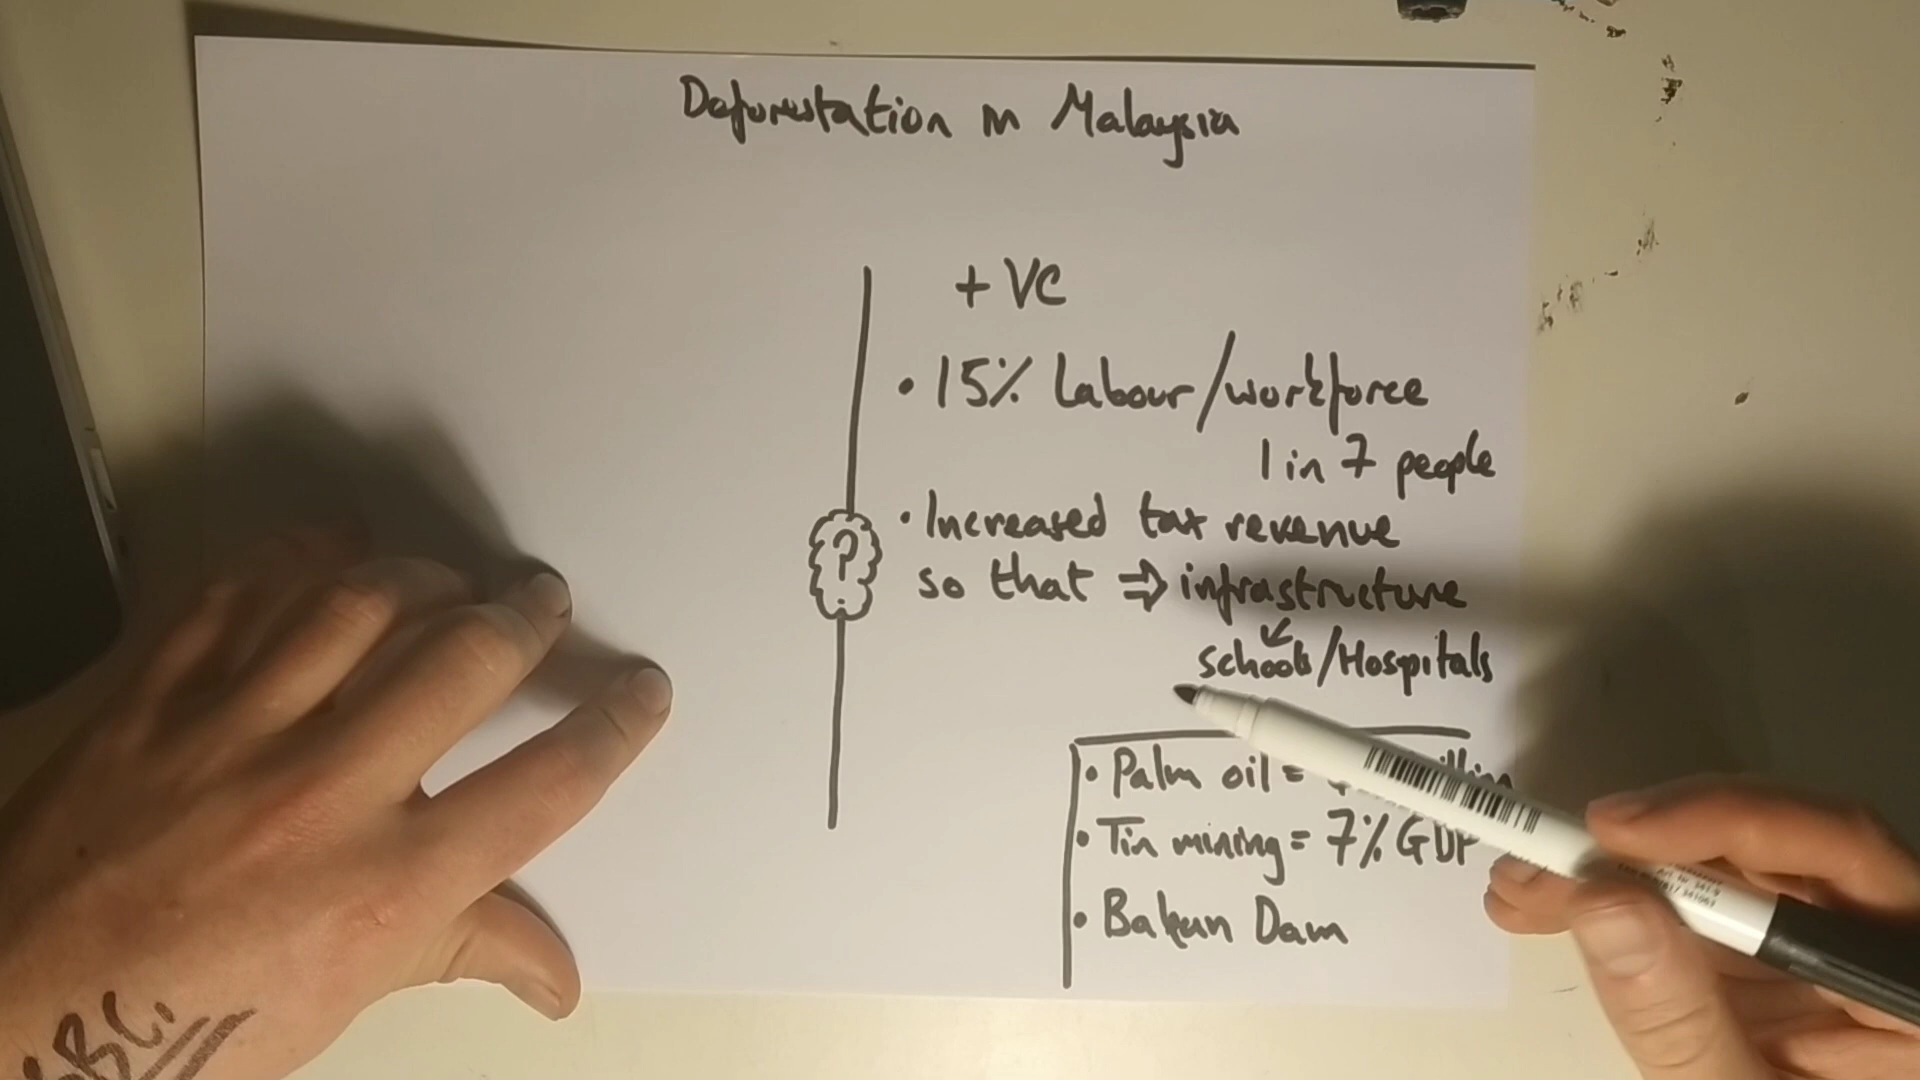 Deforestation in Malaysia
+VC
• 15% Labour/workforce
1 in 7 people
• Increased tax revenue
so that ⇒ infrastructure
Schools/Hospitals
?
• Palm oil =
• Tin mining = 7% GDP
• Bakun Dam